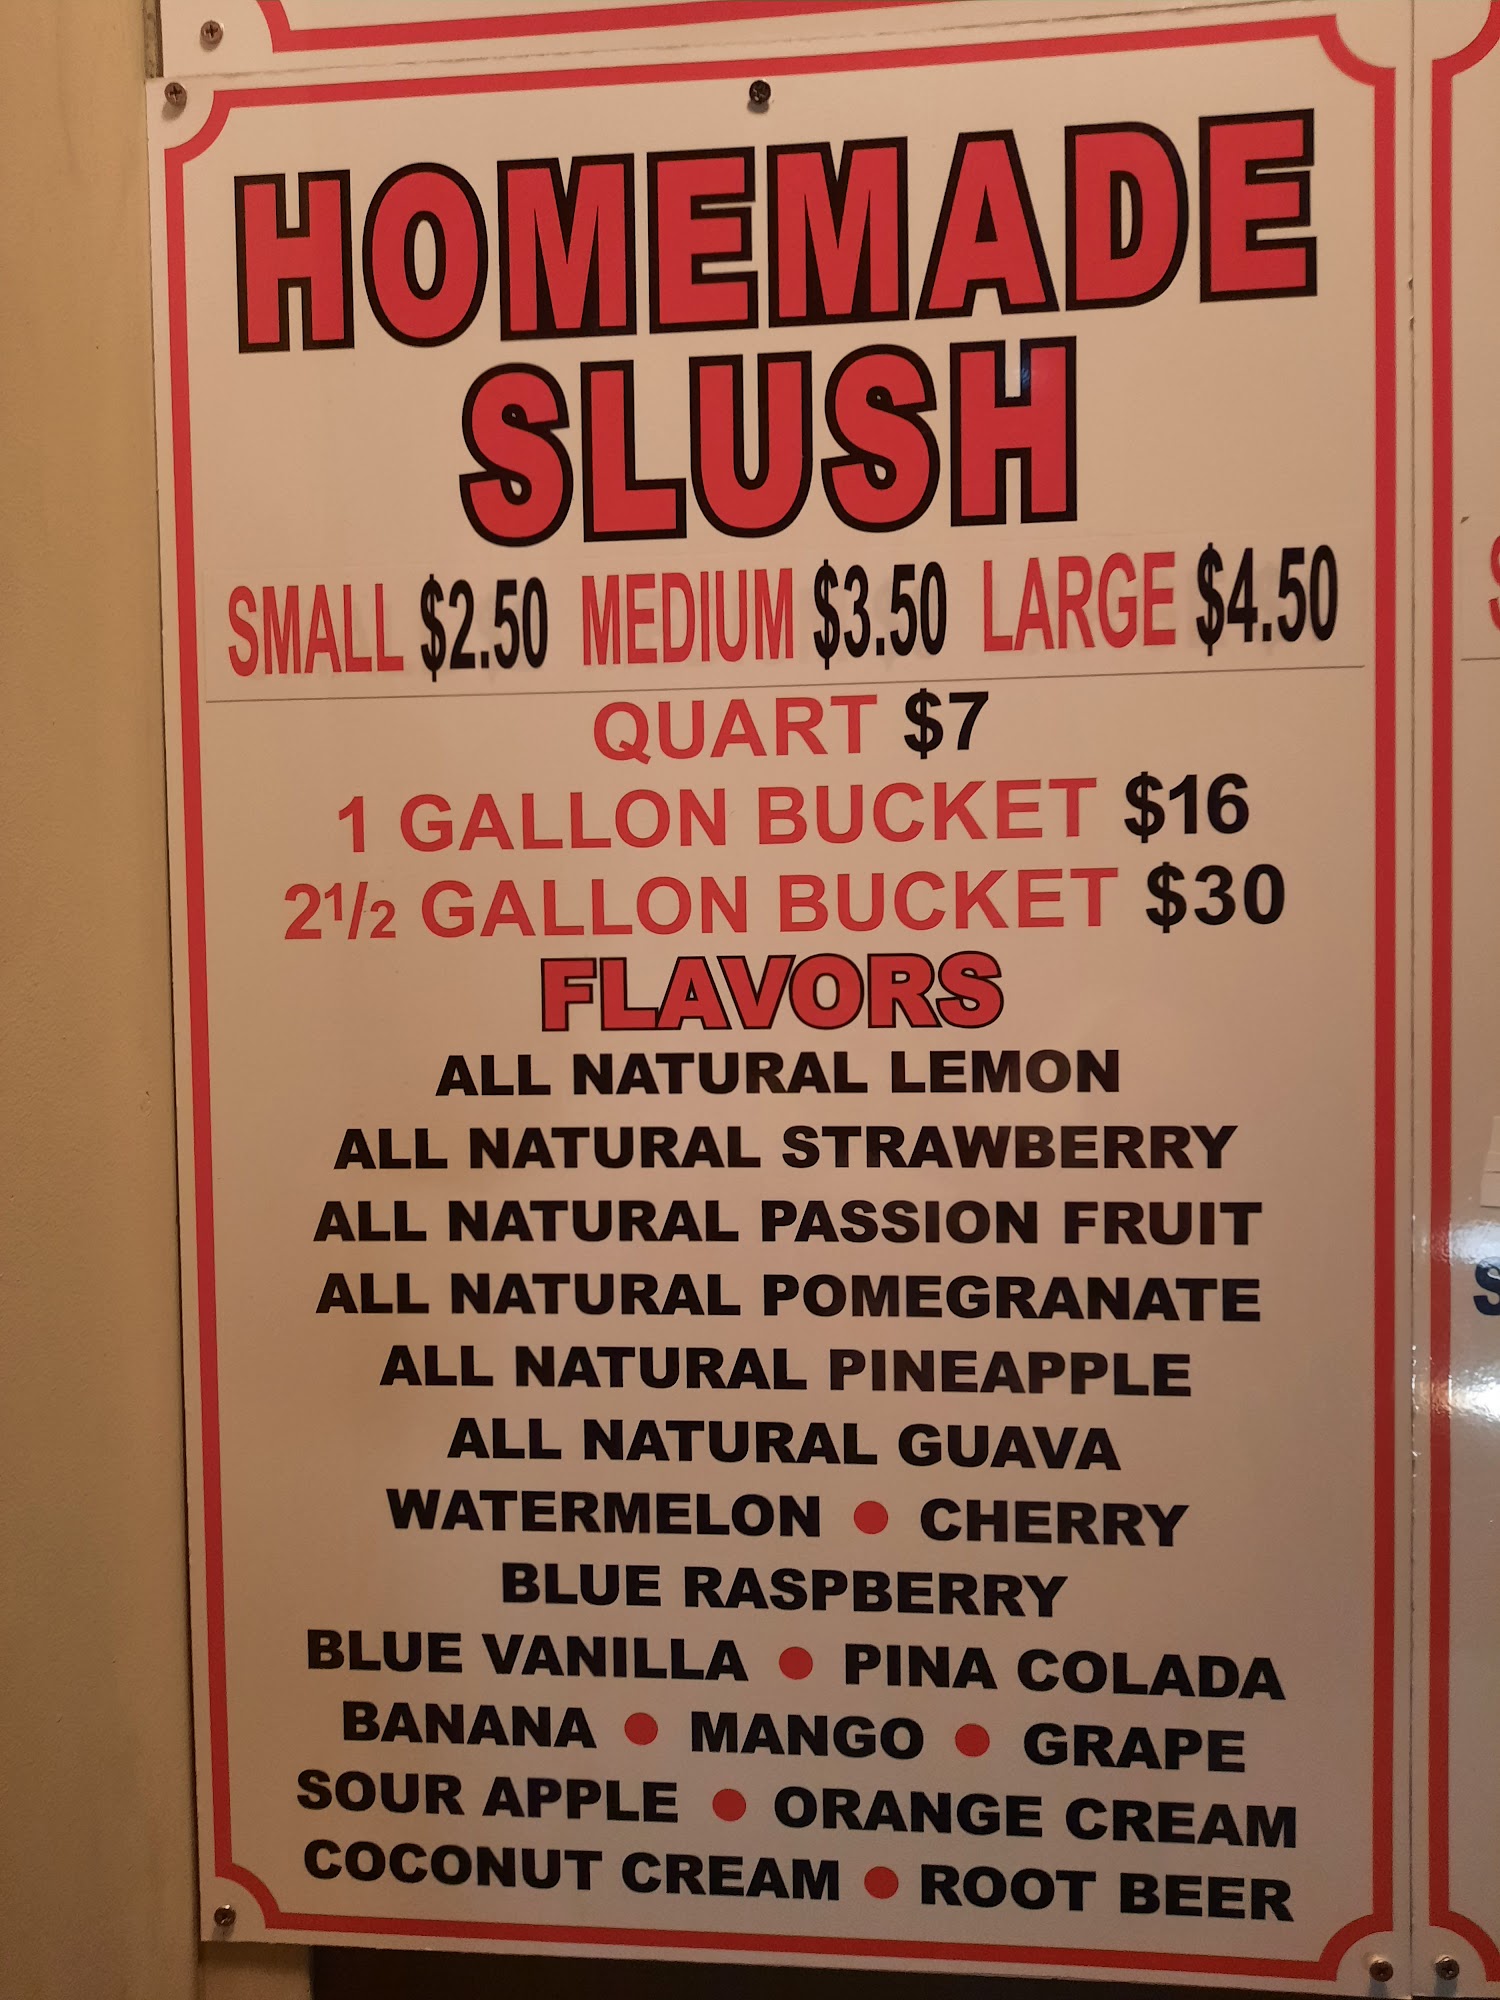 HOMEMADE
SLUSH
SMALL $2.50 MEDIUM $3.50 LARGE $4.50
QUART $7
1 GALLON BUCKET $16
2 1/2 GALLON BUCKET $30
FLAVORS
ALL NATURAL LEMON
ALL NATURAL STRAWBERRY
ALL NATURAL PASSION FRUIT
ALL NATURAL POMEGRANATE
ALL NATURAL PINEAPPLE
ALL NATURAL GUAVA
WATERMELON • CHERRY
BLUE RASPBERRY
BLUE VANILLA • PINA COLADA
BANANA • MANGO • GRAPE
SOUR APPLE • ORANGE CREAM
COCONUT CREAM • ROOT BEER